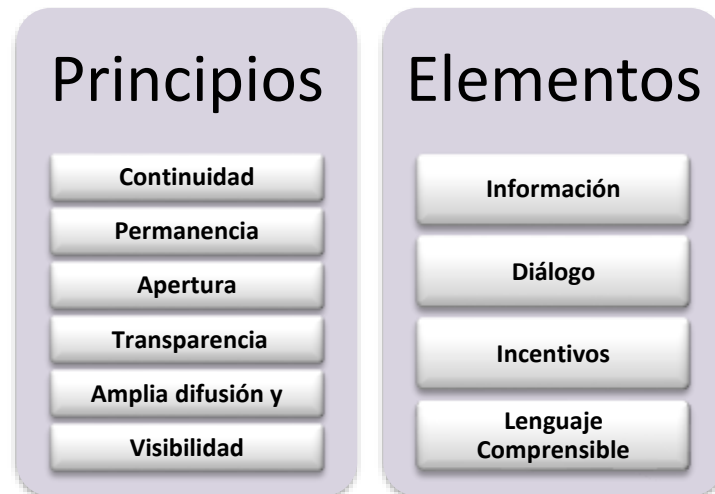 Principios
Continuidad
Permanencia
Apertura
Transparencia
Amplia difusión y
Visibilidad
Elementos
Información
Diálogo
Incentivos
Lenguaje
Comprensible